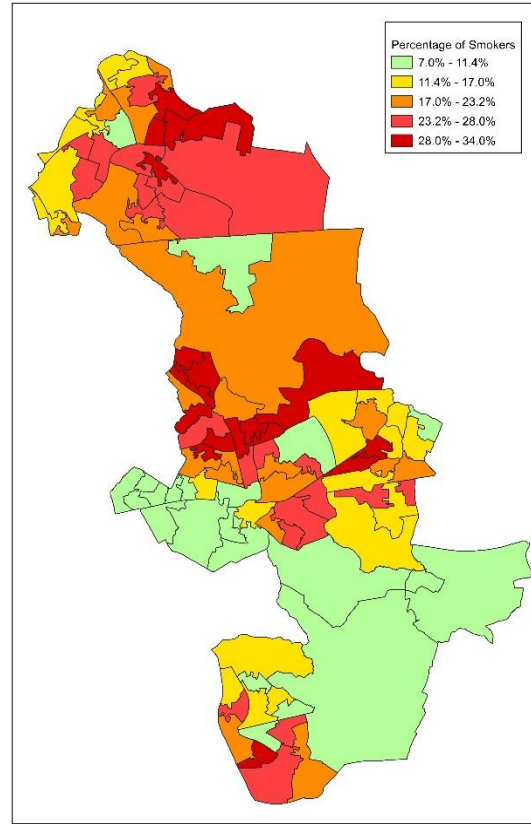 Percentage of Smokers
7.0% - 11.4%
11.4% - 17.0%
17.0% - 23.2%
23.2% - 28.0%
28.0% - 34.0%